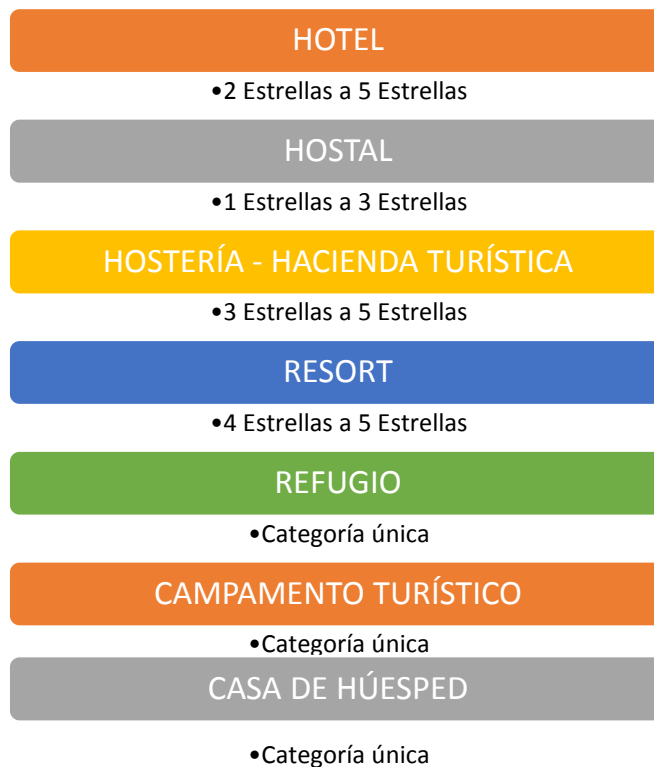 HOTEL
•2 Estrellas a 5 Estrellas
HOSTAL
•1 Estrellas a 3 Estrellas
HOSTERÍA - HACIENDA TURÍSTICA
•3 Estrellas a 5 Estrellas
RESORT
•4 Estrellas a 5 Estrellas
REFUGIO
•Categoría única
CAMPAMENTO TURÍSTICO
•Categoría única
CASA DE HÚESPED
•Categoría única